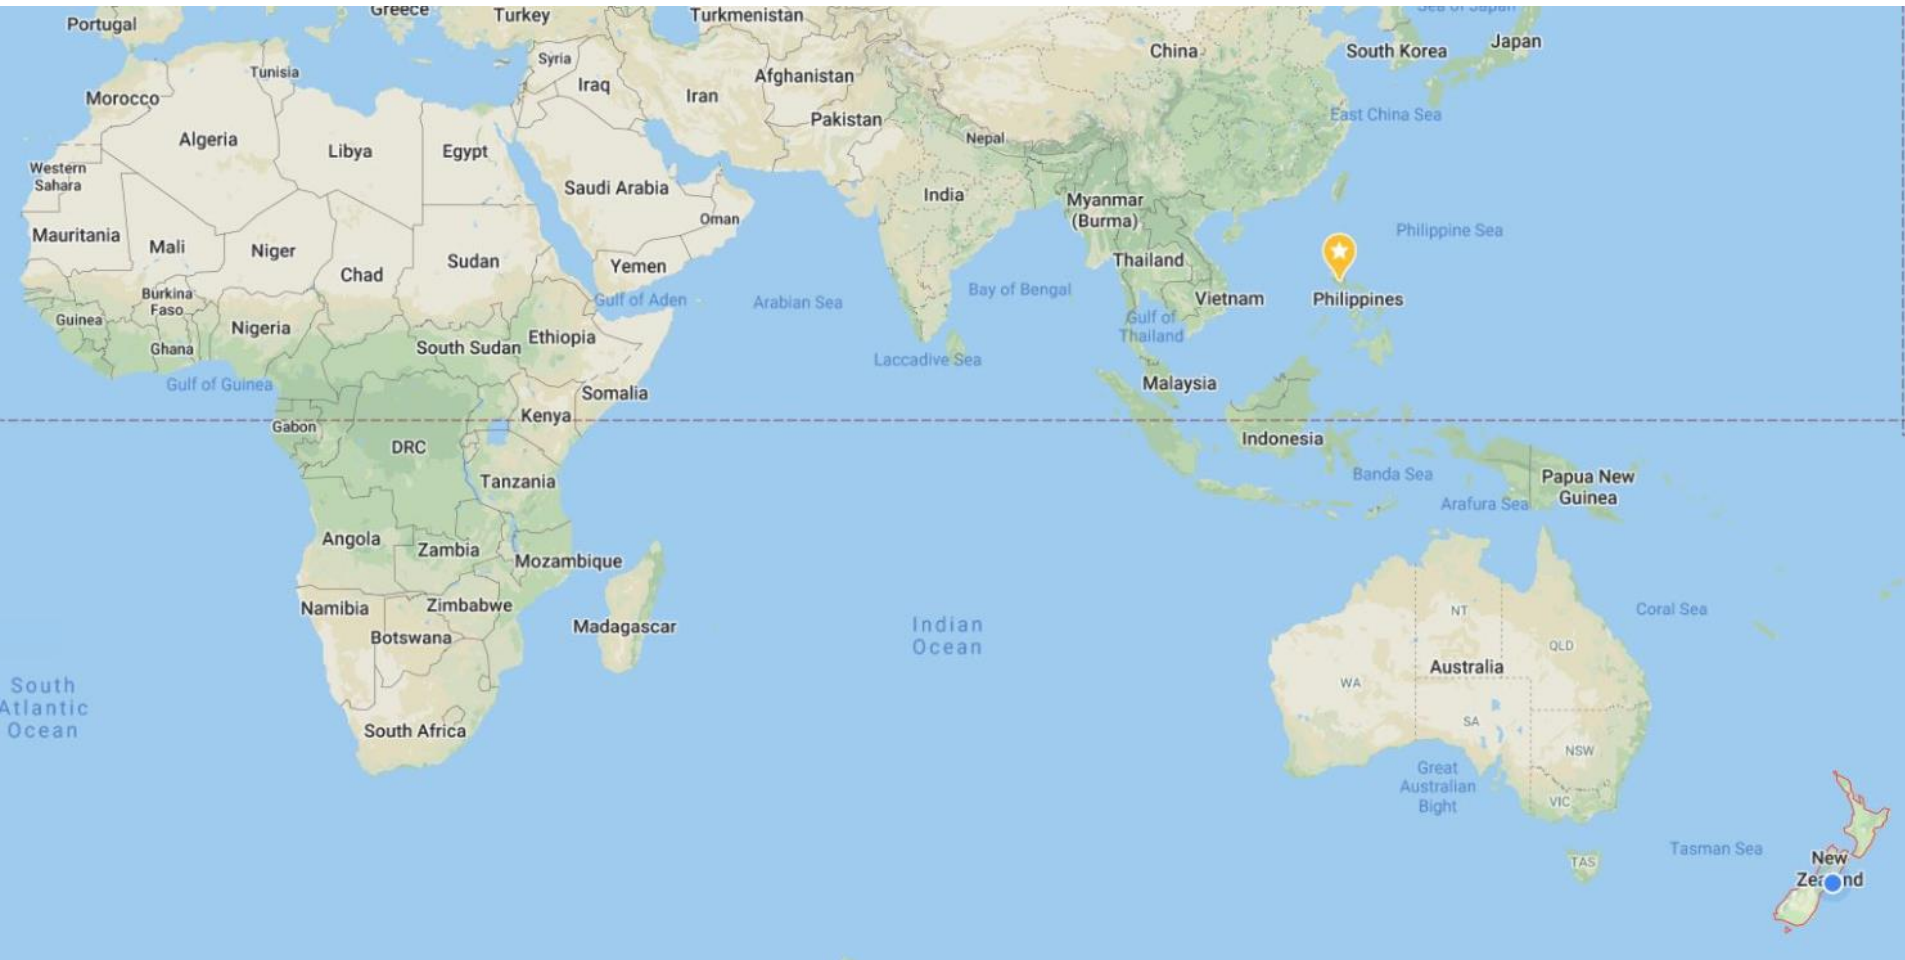 Portugal
Greece
Turkey
Turkmenistan
Sea of Japan
Tunisia
Syria
Afghanistan
China
South Korea
Japan
Morocco
Iraq
Iran
Pakistan
East China Sea
Algeria
Libya
Egypt
Nepal
Western
Sahara
Saudi Arabia
India
Myanmar
(Burma)
Oman
Mauritania
Mali
Niger
Chad
Sudan
Yemen
Thailand
Philippine Sea
Burkina
Faso
Gulf of Aden
Arabian Sea
Bay of Bengal
Vietnam
Philippines
Guinea
Nigeria
Ethiopia
Gulf of
Thailand
Ghana
South Sudan
Laccadive Sea
Gulf of Guinea
Somalia
Malaysia
Gabon
Kenya
DRC
Indonesia
Tanzania
Banda Sea
Papua New
Guinea
Arafura Sea
Angola
Zambia
Mozambique
Namibia
Zimbabwe
Botswana
Madagascar
Indian
Ocean
NT
Coral Sea
QLD
WA
Australia
South
Atlantic
Ocean
South Africa
SA
NSW
Great
Australian
Bight
VIC
TAS
Tasman Sea
New
Zealand